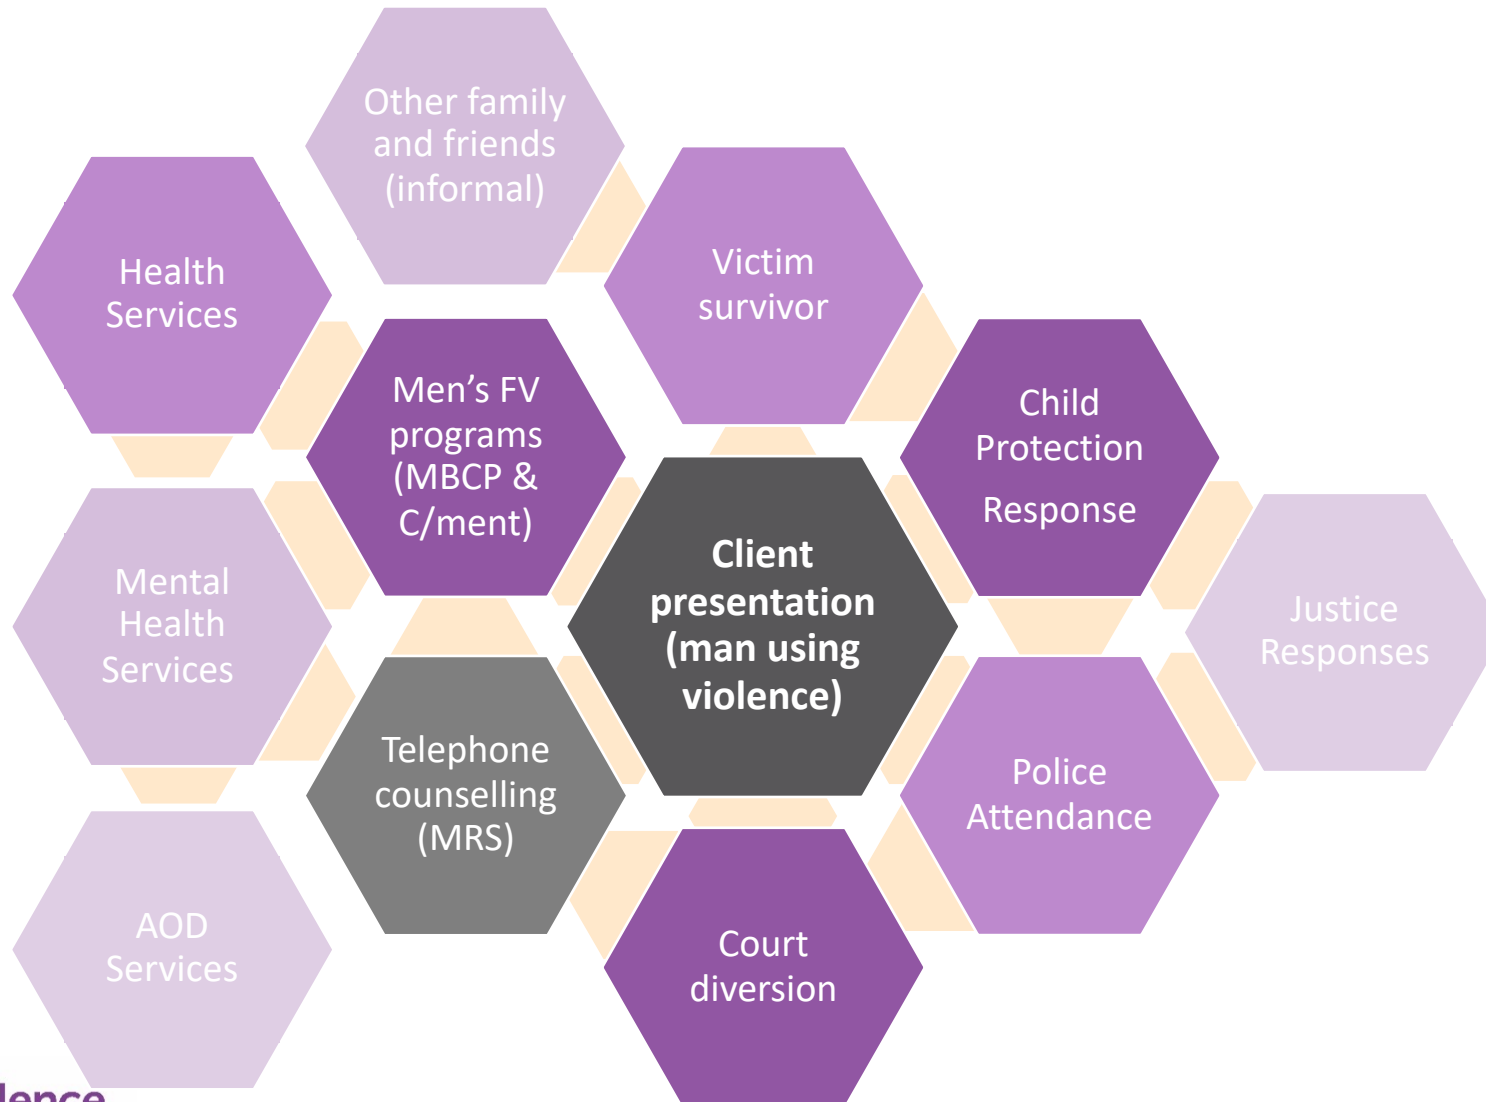 Other family
and friends
(informal)
Health
Services
Victim
survivor
Men’s FV
programs
(MBCP &
C/ment)
Child
Protection
Response
Client
presentation
(man using
violence)
Mental
Health
Services
Justice
Responses
Telephone
counselling
(MRS)
Police
Attendance
AOD
Services
Court
diversion